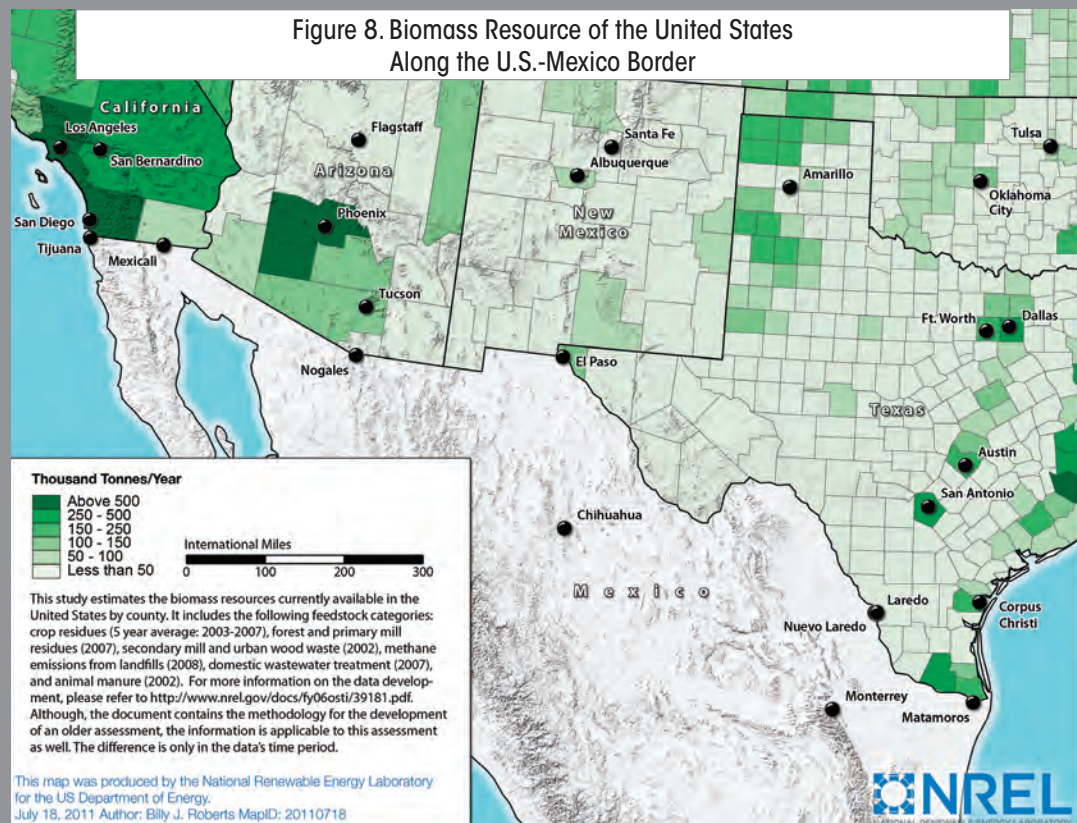 Figure 8. Biomass Resource of the United States
Along the U.S.-Mexico Border
California
Los Angeles
San Bernardino
San Diego
Tijuana
Mexicali
Flagstaff
Arizona
Phoenix
Tucson
Nogales
Santa Fe
Albuquerque
New
Mexico
El Paso
Amarillo
Tulsa
Oklahoma
City
Ft. Worth
Dallas
Texas
Austin
San Antonio
Chihuahua
Mexico
Laredo
Nuevo Laredo
Corpus
Christi
Monterrey
Matamoros
Thousand Tonnes/Year
Above 500
250 - 500
150 - 250
100 - 150
50 - 100
Less than 50
International Miles
0 100 200 300
This study estimates the biomass resources currently available in the
United States by county. It includes the following feedstock categories:
crop residues (5 year average: 2003-2007), forest and primary mill
residues (2007), secondary mill and urban wood waste (2002), methane
emissions from landfills (2008), domestic wastewater treatment (2007),
and animal manure (2002). For more information on the data develop-
ment, please refer to http://www.nrel.gov/docs/fy06osti/39181.pdf.
Although, the document contains the methodology for the development
of an older assessment, the information is applicable to this assessment
as well. The difference is only in the data's time period.
This map was produced by the National Renewable Energy Laboratory
for the US Department of Energy.
July 18, 2011 Author: Billy J. Roberts MapID: 20110718
NREL
NATIONAL RENEWABLE ENERGY LABORATORY